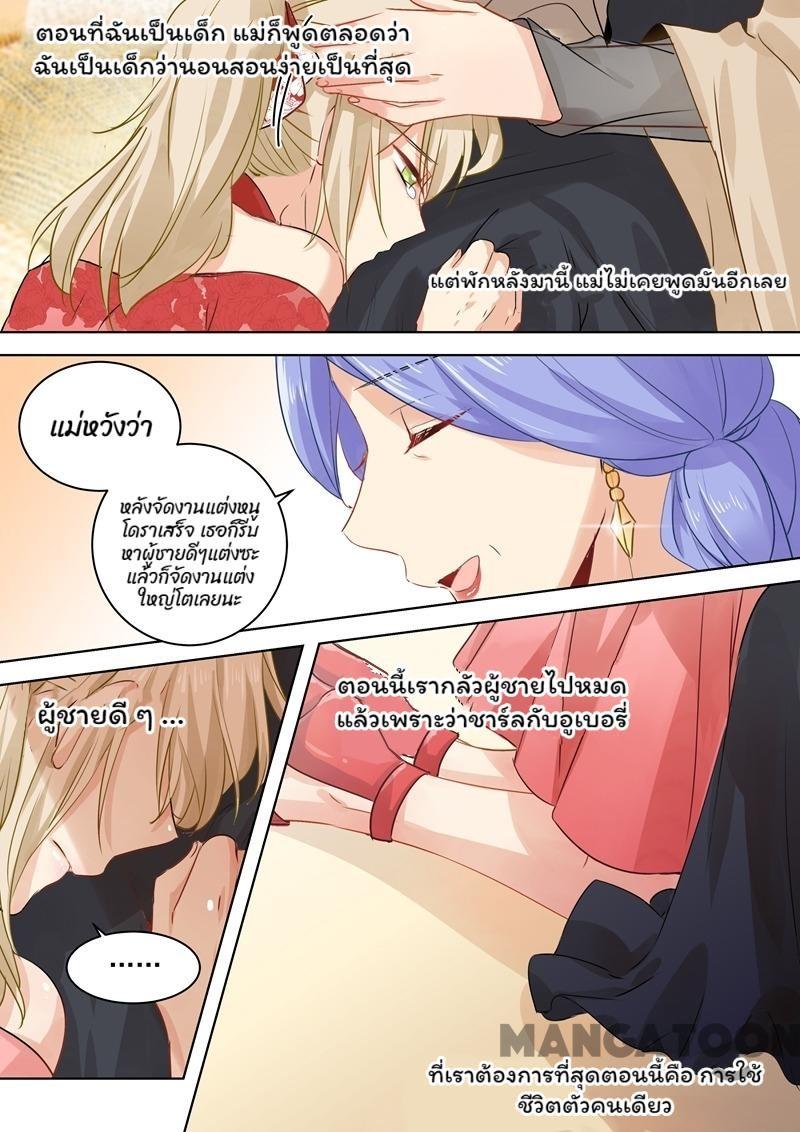 ตอนที่ฉันเป็นเด็ก แม่ก็พูดตลอดว่า
ฉันเป็นเด็กว่านอนสอนง่ายเป็นที่สุด
แต่พักหลังมานี้ แม่ไม่เคยพูดมันอีกเลย
แม่หวังว่า
หลังจัดงานแต่งหนู
โดราเสร็จ เธอก็รีบ
หาผู้ชายดีๆแต่งซะ
แล้วก็จัดงานแต่ง
ใหญ่โตเลยนะ
ผู้ชายดี ๆ ...
ตอนนี้เรากลัวผู้ชายไปหมด
แล้วเพราะว่าชาร์ลกับอูเบอรี่
......
MANGATOON
ที่เราต้องการที่สุดตอนนี้คือ การใช้
ชีวิตตัวคนเดียว